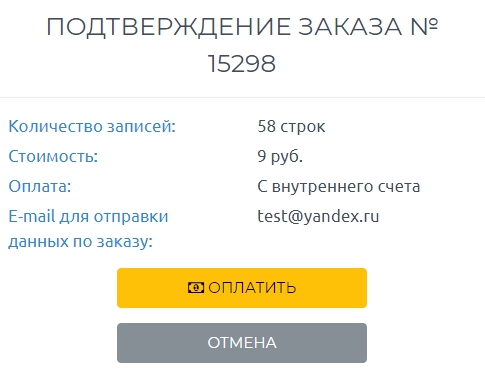 ПОДТВЕРЖДЕНИЕ ЗАКАЗА №
15298
Количество записей: 58 строк
Стоимость: 9 руб.
Оплата: С внутреннего счета
E-mail для отправки test@yandex.ru
данных по заказу:
ОПЛАТИТЬ
ОТМЕНА